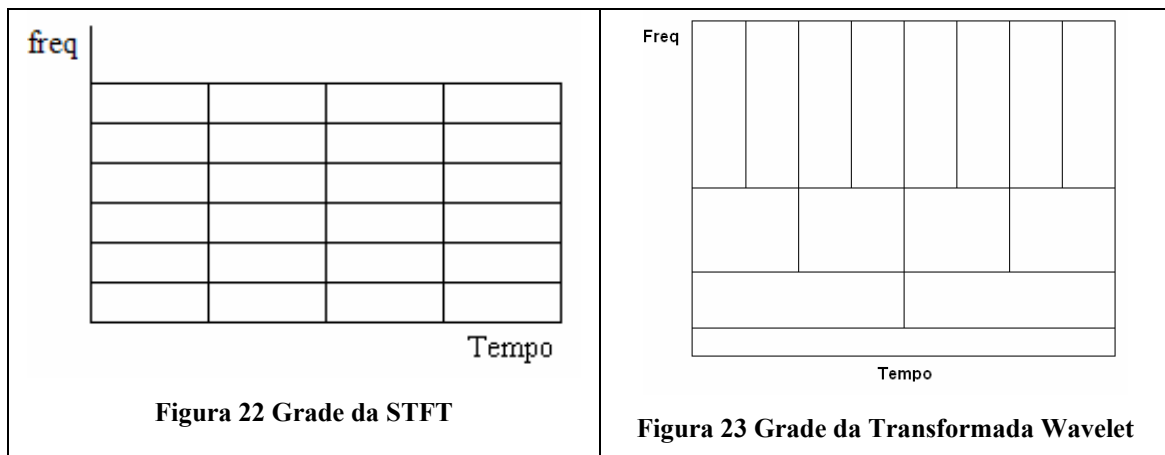 freq
Tempo
Figura 22 Grade da STFT
Freq
Tempo
Figura 23 Grade da Transformada Wavelet